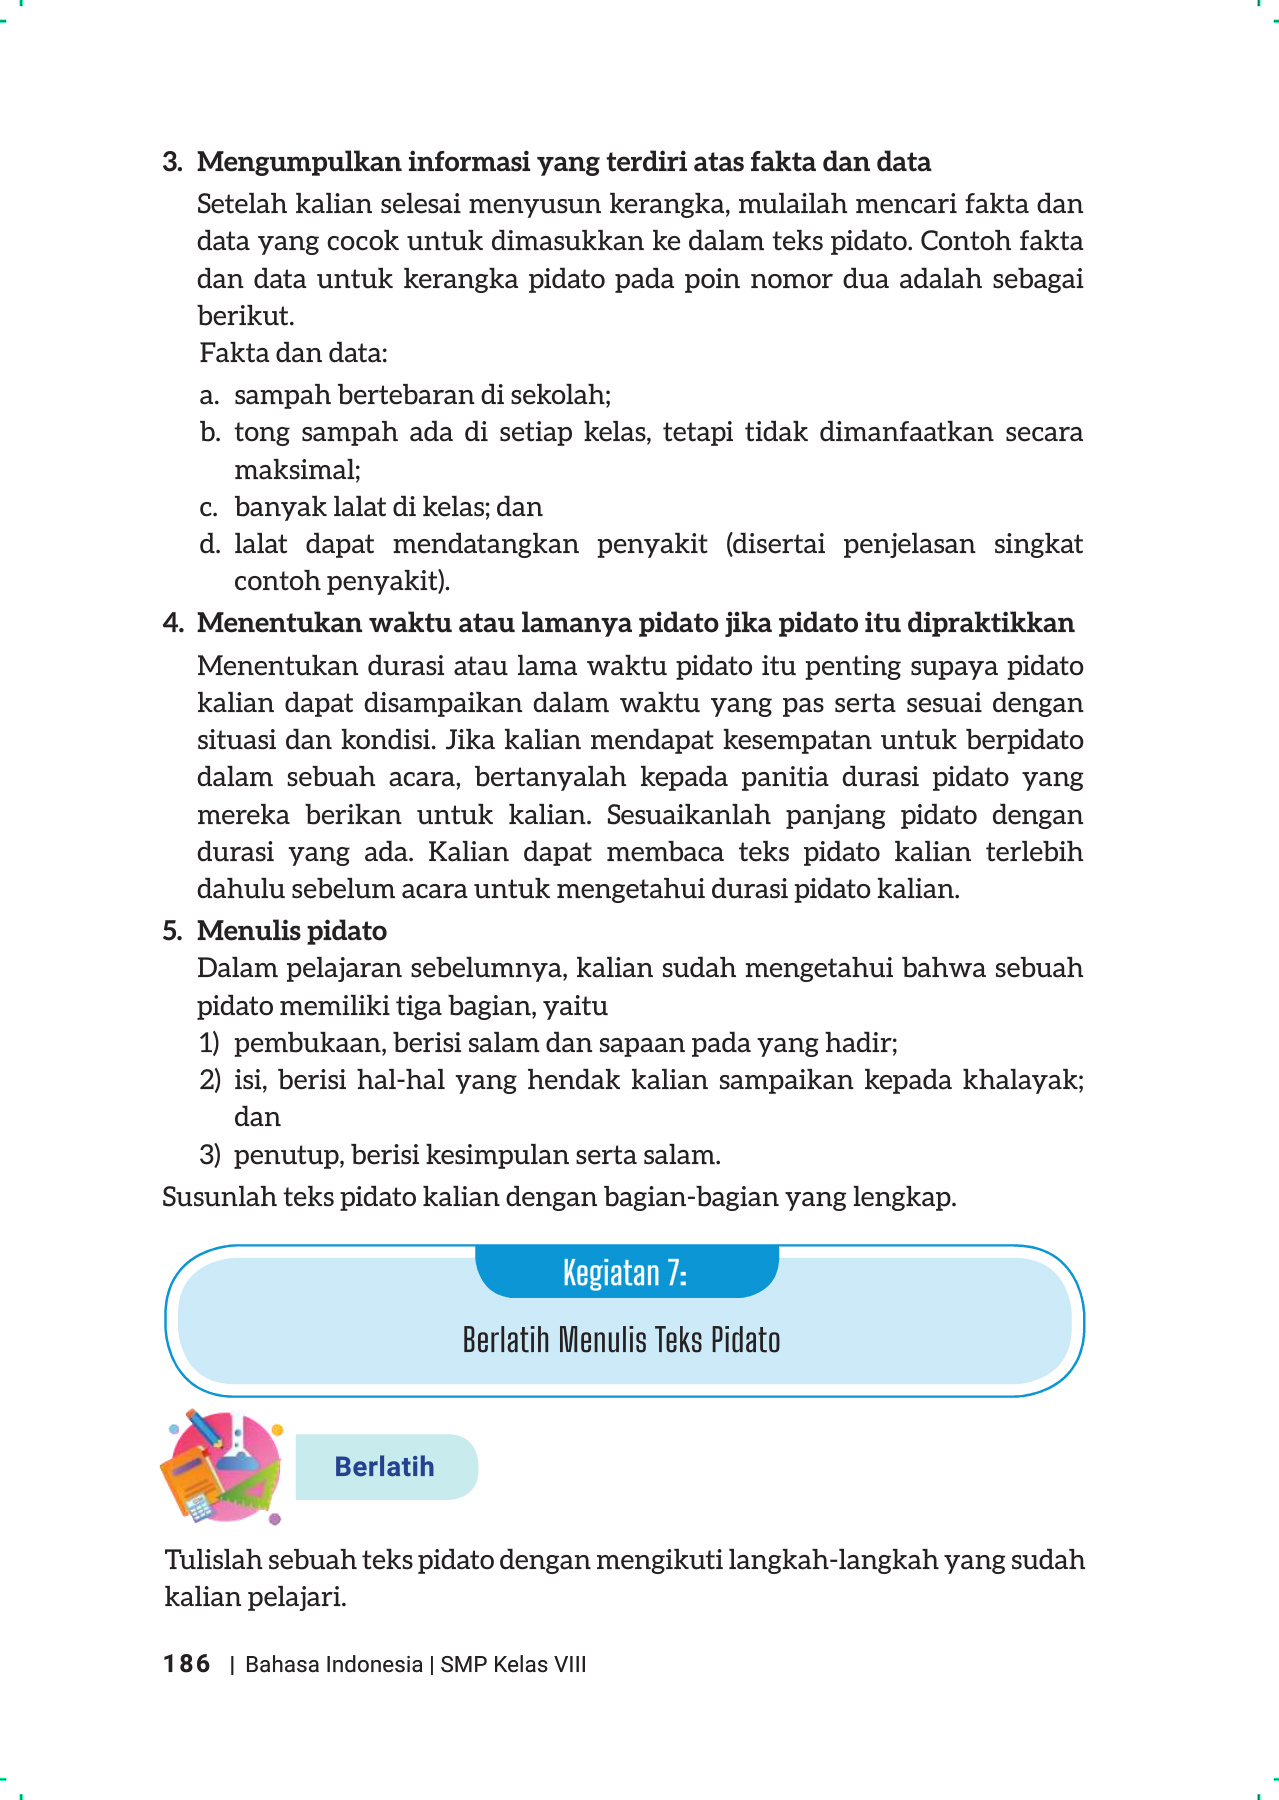 3. Mengumpulkan informasi yang terdiri atas fakta dan data
Setelah kalian selesai menyusun kerangka, mulailah mencari fakta dan
data yang cocok untuk dimasukkan ke dalam teks pidato. Contoh fakta
dan data untuk kerangka pidato pada poin nomor dua adalah sebagai
berikut.
Fakta dan data:
a. sampah bertebaran di sekolah;
b. tong sampah ada di setiap kelas, tetapi tidak dimanfaatkan secara
maksimal;
c. banyak lalat di kelas; dan
d. lalat dapat mendatangkan penyakit (disertai penjelasan singkat
contoh penyakit).
4. Menentukan waktu atau lamanya pidato jika pidato itu dipraktikkan
Menentukan durasi atau lama waktu pidato itu penting supaya pidato
kalian dapat disampaikan dalam waktu yang pas serta sesuai dengan
situasi dan kondisi. Jika kalian mendapat kesempatan untuk berpidato
dalam sebuah acara, bertanyalah kepada panitia durasi pidato yang
mereka berikan untuk kalian. Sesuaikanlah panjang pidato dengan
durasi yang ada. Kalian dapat membaca teks pidato kalian terlebih
dahulu sebelum acara untuk mengetahui durasi pidato kalian.
5. Menulis pidato
Dalam pelajaran sebelumnya, kalian sudah mengetahui bahwa sebuah
pidato memiliki tiga bagian, yaitu
1) pembukaan, berisi salam dan sapaan pada yang hadir;
2) isi, berisi hal-hal yang hendak kalian sampaikan kepada khalayak;
dan
3) penutup, berisi kesimpulan serta salam.
Susunlah teks pidato kalian dengan bagian-bagian yang lengkap.
Kegiatan 7:
Berlatih Menulis Teks Pidato
Berlatih
Tulislah sebuah teks pidato dengan mengikuti langkah-langkah yang sudah
kalian pelajari.
186 | Bahasa Indonesia | SMP Kelas VIII